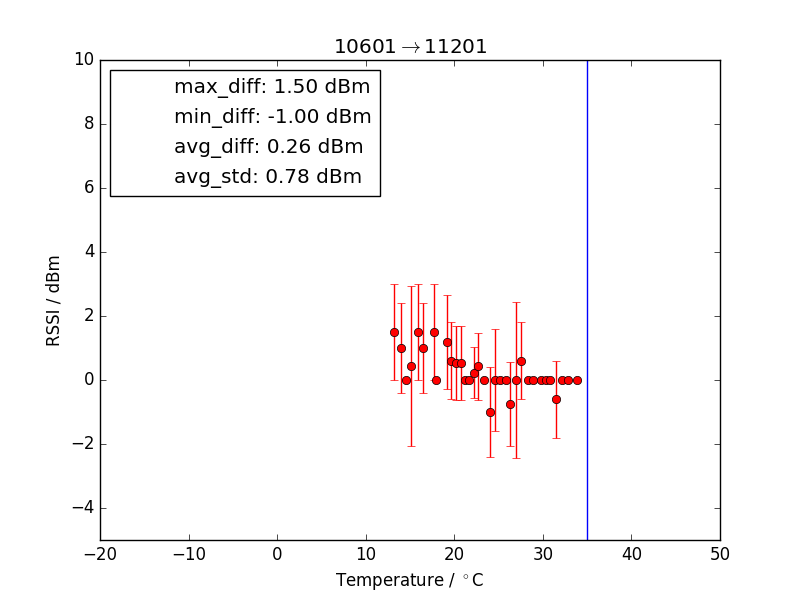 10601→11201
max_diff: 1.50 dBm
min_diff: -1.00 dBm
avg_diff: 0.26 dBm
avg_std: 0.78 dBm
10
8
6
4
2
0
−2
−4
RSSI / dBm
−20 −10 0 10 20 30 40 50
Temperature / °C